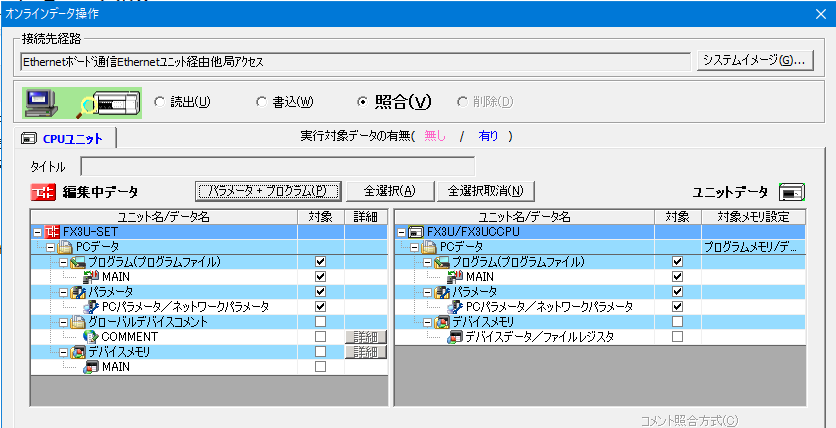 オンラインデータ操作
接続先経路
Ethernetボード通信Ethernetユニット経由他局アクセス
システムイメージ(G)...
読出(U) 書込(W) 照合(V) 削除(D)
CPUユニット 実行対象データの有無( 無し / 有り )
タイトル
編集中データ パラメータ + プログラム(P) 全選択(A) 全選択取消(N) ユニットデータ
ユニット名/データ名 対象 詳細
FX3U-SET
PCデータ
プログラム(プログラムファイル)
MAIN
パラメータ
PCパラメータ/ネットワークパラメータ
グローバルデバイスコメント
COMMENT 詳細
デバイスメモリ 詳細
MAIN
ユニット名/データ名 対象 対象メモリ設定
FX3U/FX3UCCPU
PCデータ プログラムメモリ/デ...
プログラム(プログラムファイル)
MAIN
パラメータ
PCパラメータ/ネットワークパラメータ
デバイスメモリ
デバイスデータ/ファイルレジスタ
コメント照合方式(C)